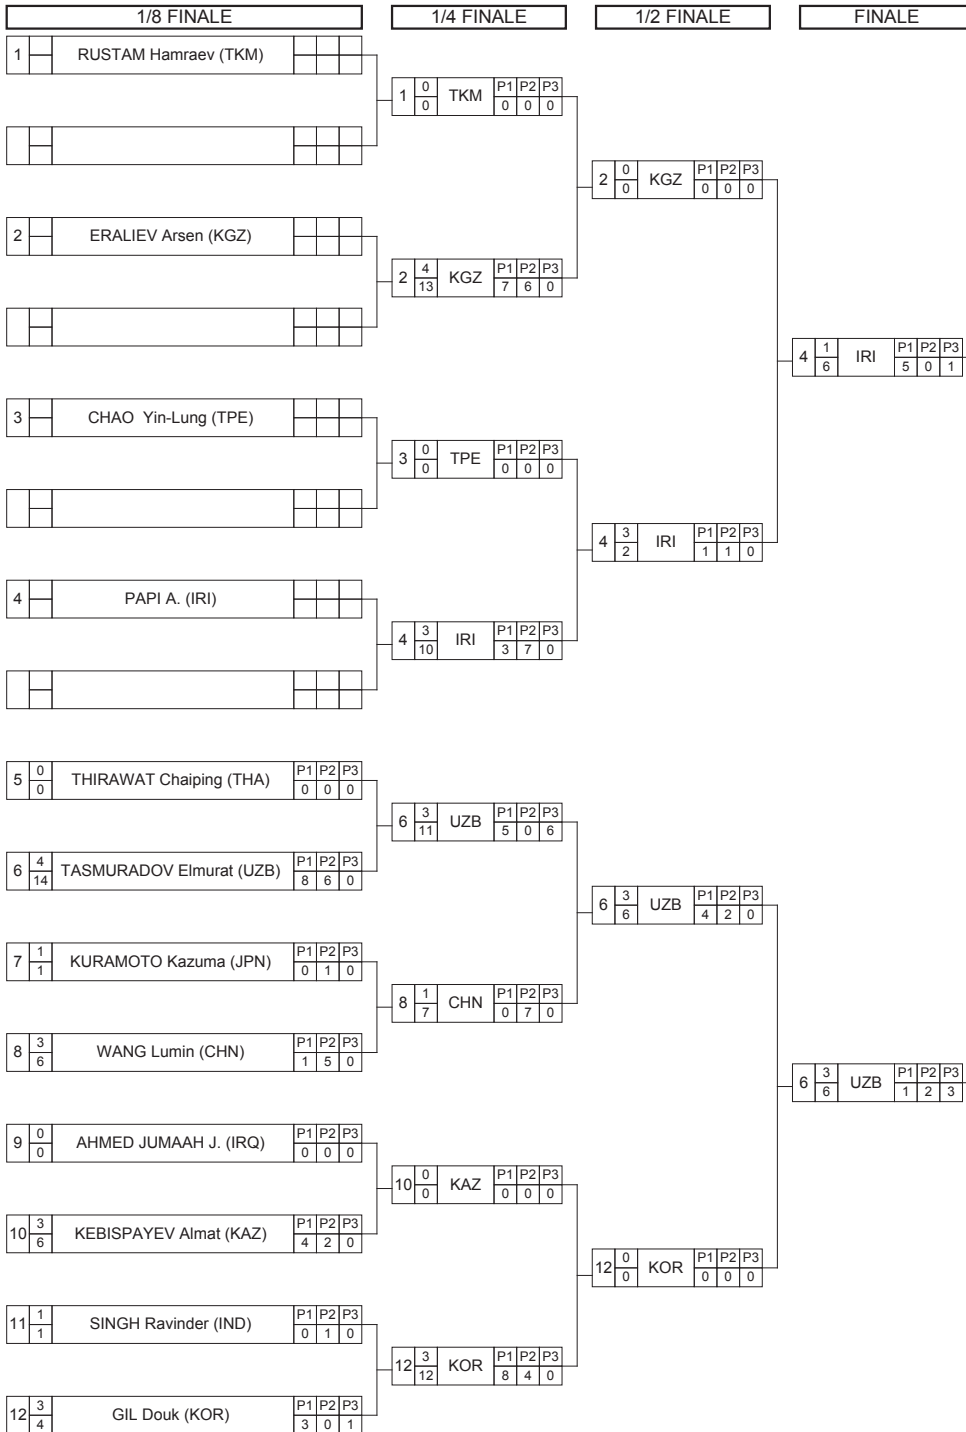 1/8 FINALE 1/4 FINALE 1/2 FINALE FINALE
1 RUSTAM Hamraev (TKM)
1 0 0 TKM P1 P2 P3 0 0 0
2 0 0 KGZ P1 P2 P3 0 0 0
2 ERALIEV Arsen (KGZ)
2 4 13 KGZ P1 P2 P3 7 6 0
4 1 6 IRI P1 P2 P3 5 0 1
3 CHAO Yin-Lung (TPE)
3 0 0 TPE P1 P2 P3 0 0 0
4 3 2 IRI P1 P2 P3 1 1 0
4 PAPI A. (IRI)
4 3 10 IRI P1 P2 P3 3 7 0
5 0 0 THIRAWAT Chaiping (THA) P1 P2 P3 0 0 0
6 3 11 UZB P1 P2 P3 5 0 6
6 4 14 TASMURADOV Elmurat (UZB) P1 P2 P3 8 6 0
6 3 6 UZB P1 P2 P3 4 2 0
7 1 1 KURAMOTO Kazuma (JPN) P1 P2 P3 0 1 0
8 1 7 CHN P1 P2 P3 0 7 0
8 3 6 WANG Lumin (CHN) P1 P2 P3 1 5 0
6 3 6 UZB P1 P2 P3 1 2 3
9 0 0 AHMED JUMAAH J. (IRQ) P1 P2 P3 0 0 0
10 0 0 KAZ P1 P2 P3 0 0 0
10 3 6 KEBISPAYEV Almat (KAZ) P1 P2 P3 4 2 0
12 0 0 KOR P1 P2 P3 0 0 0
11 1 1 SINGH Ravinder (IND) P1 P2 P3 0 1 0
12 3 12 KOR P1 P2 P3 8 4 0
12 3 4 GIL Douk (KOR) P1 P2 P3 3 0 1